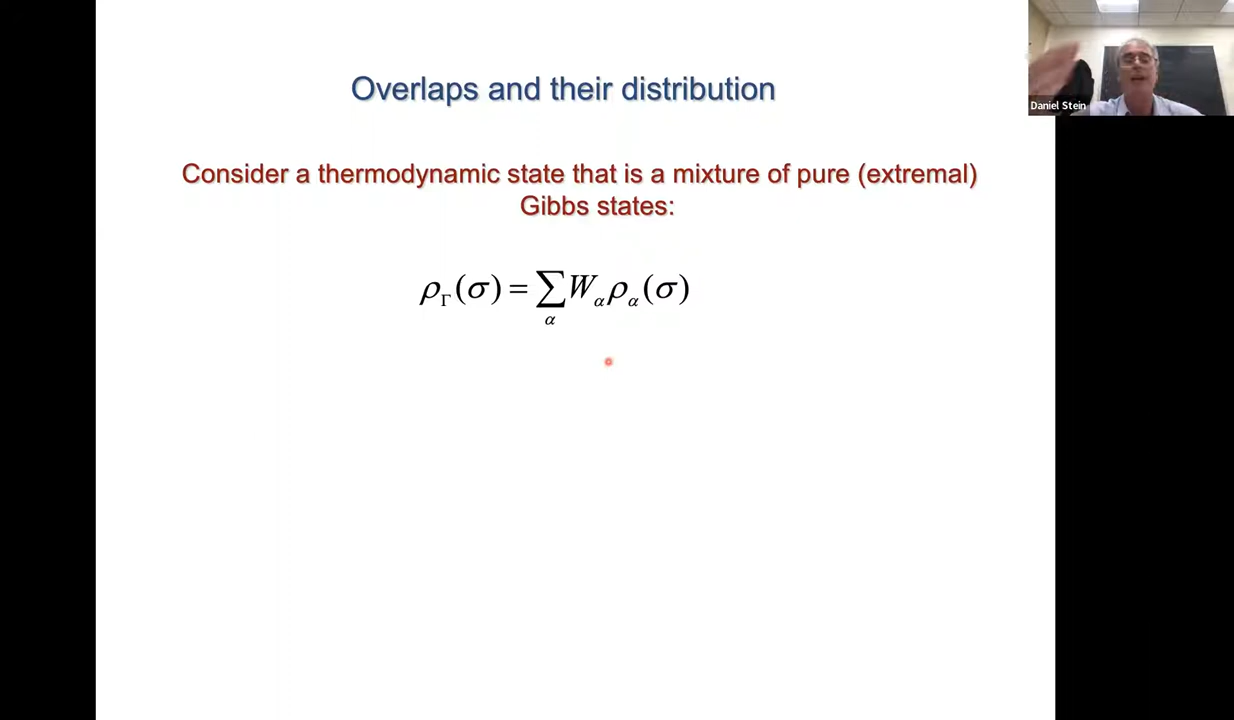 Overlaps and their distribution
Daniel Stein
Consider a thermodynamic state that is a mixture of pure (extremal)
Gibbs states:
ρ_Γ(σ) = ∑_α W_α ρ_α(σ)